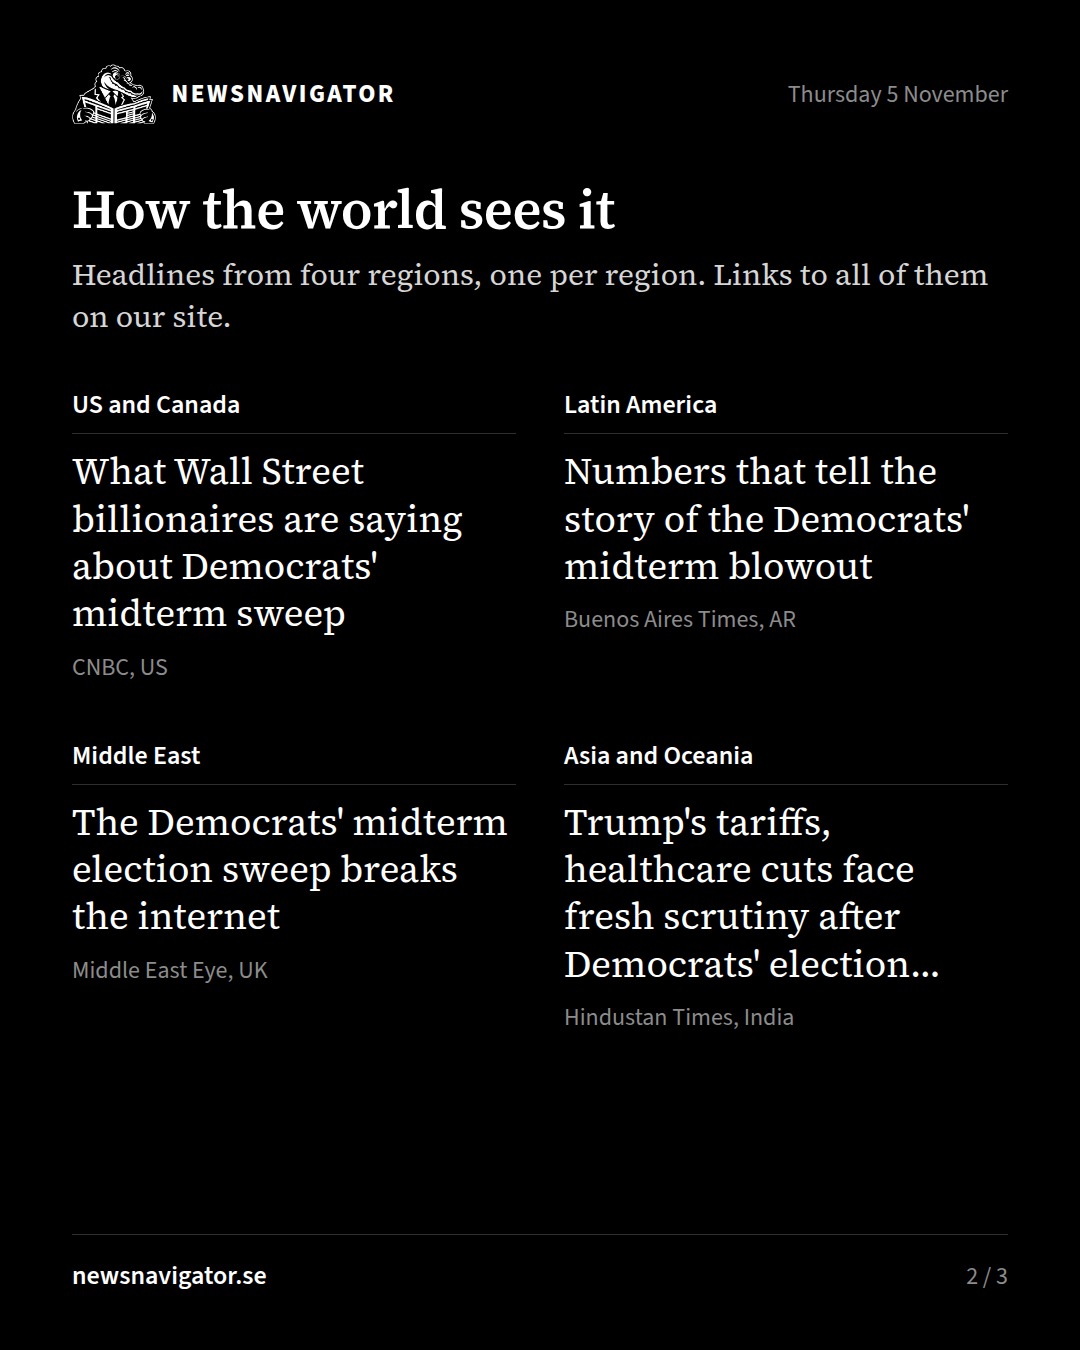 NEWSNAVIGATOR
Thursday 5 November
How the world sees it
Headlines from four regions, one per region. Links to all of them
on our site.
US and Canada
What Wall Street
billionaires are saying
about Democrats'
midterm sweep
CNBC, US
Latin America
Numbers that tell the
story of the Democrats'
midterm blowout
Buenos Aires Times, AR
Middle East
The Democrats' midterm
election sweep breaks
the internet
Middle East Eye, UK
Asia and Oceania
Trump's tariffs,
healthcare cuts face
fresh scrutiny after
Democrats' election...
Hindustan Times, India
newsnavigator.se
2 / 3